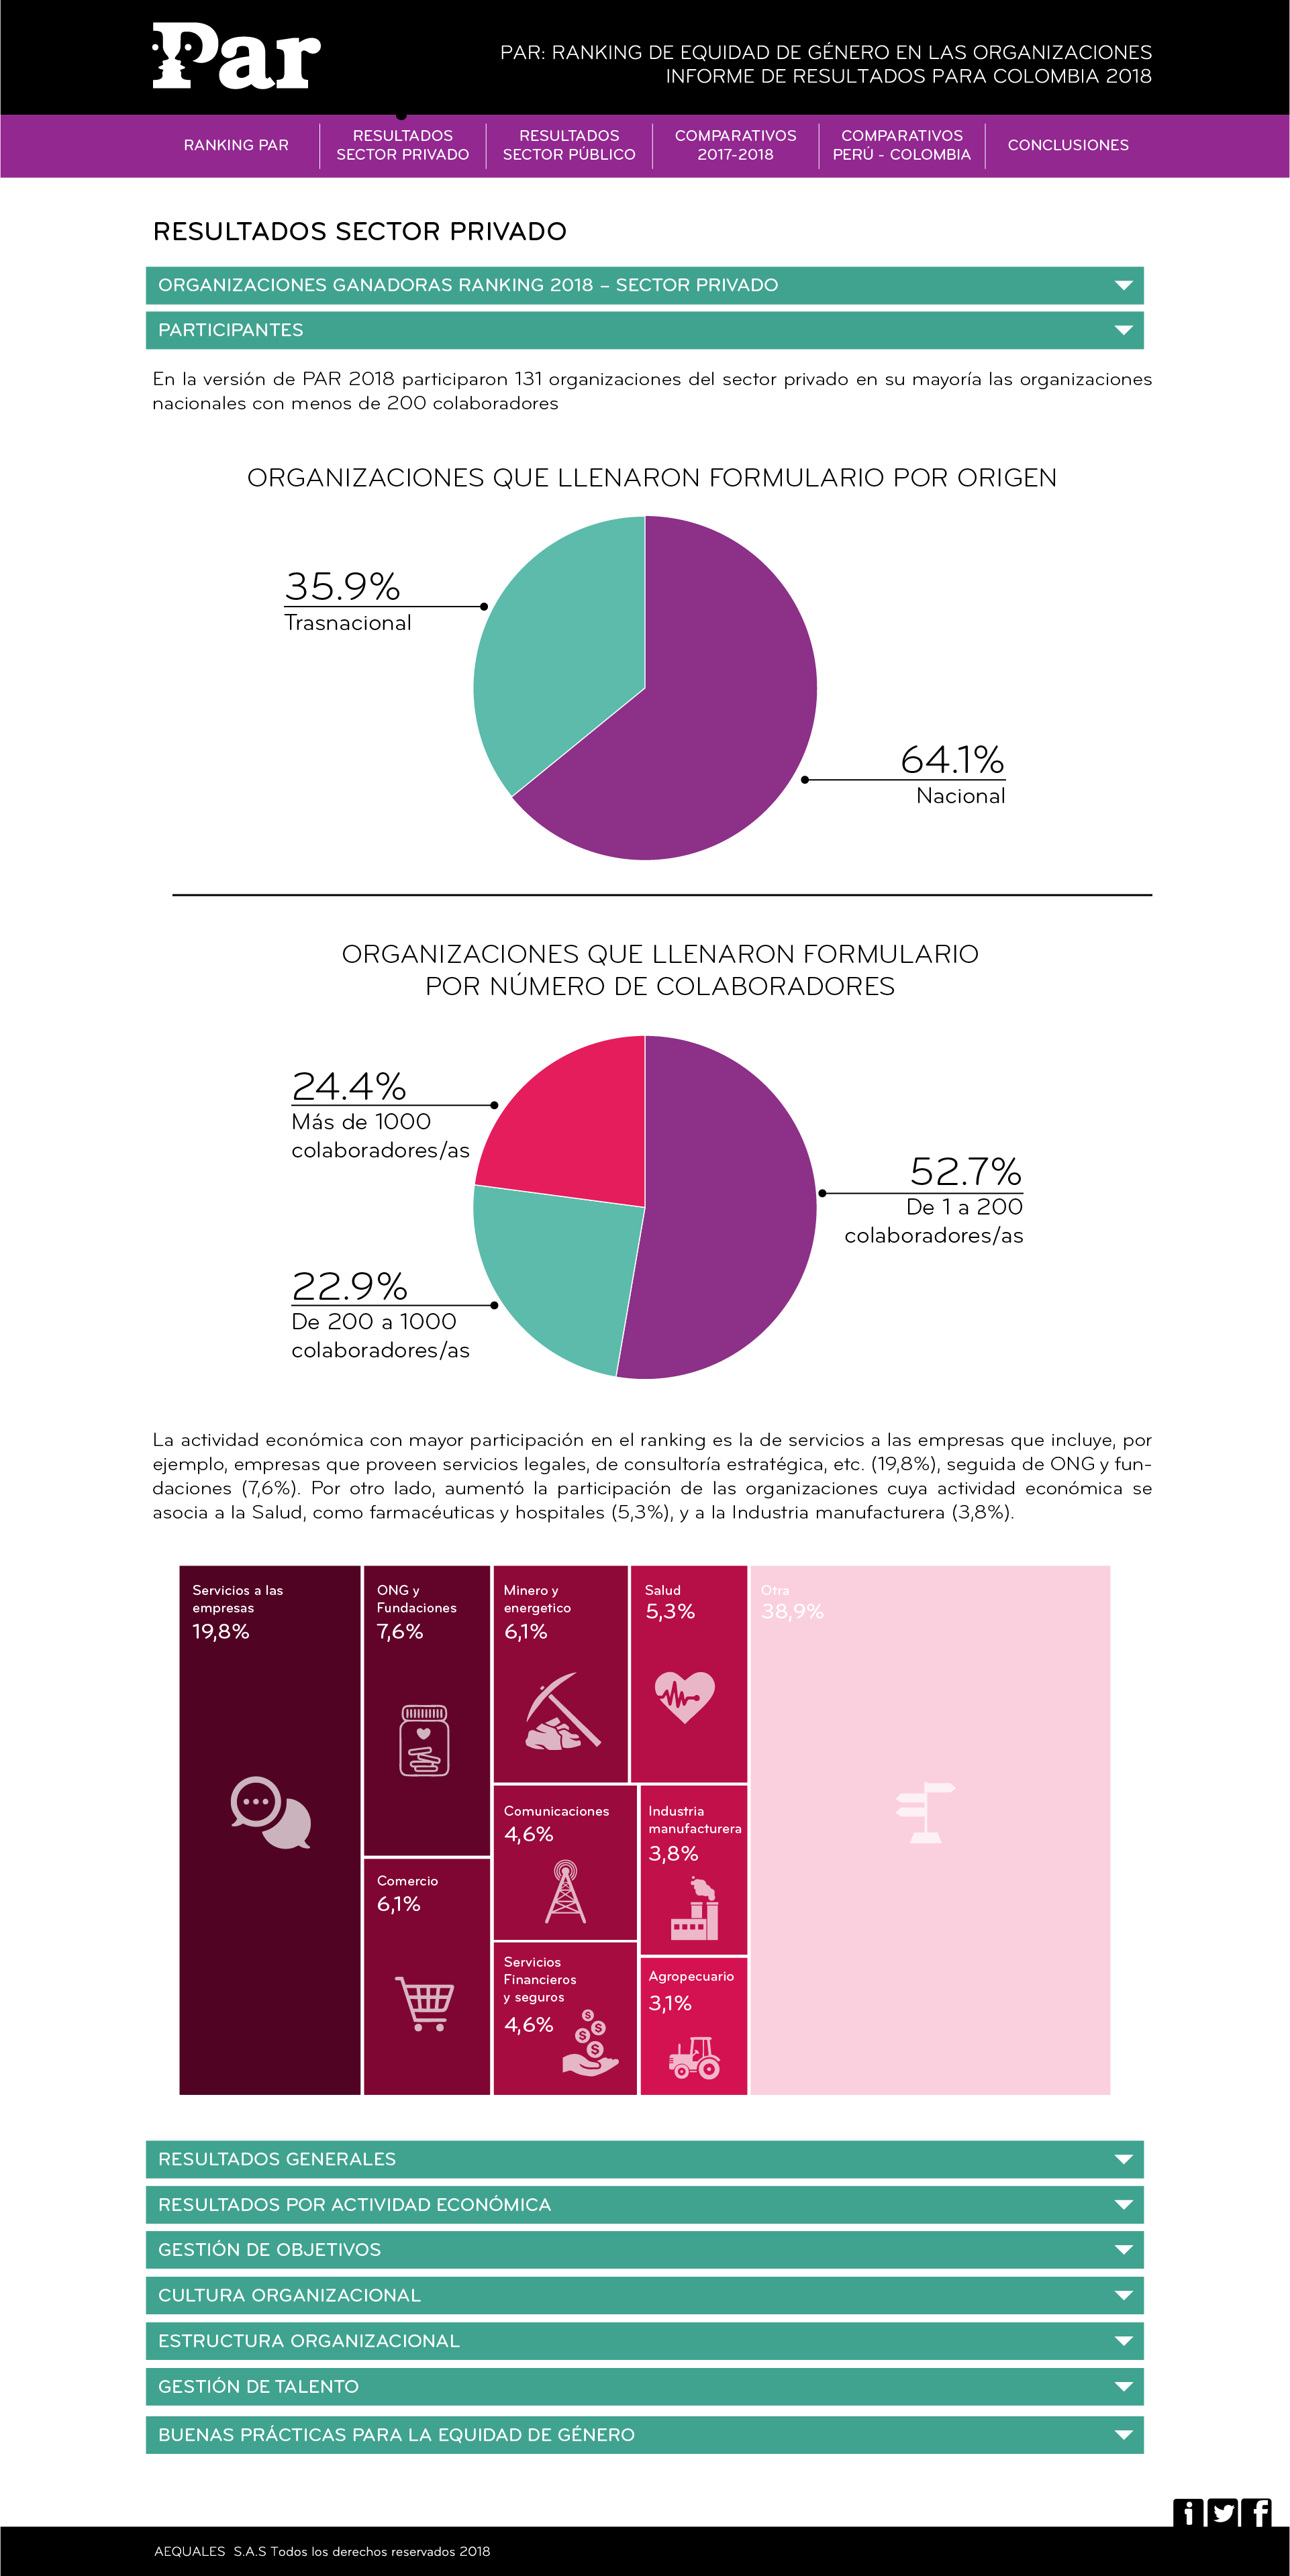 Par
PAR: RANKING DE EQUIDAD DE GÉNERO EN LAS ORGANIZACIONES
INFORME DE RESULTADOS PARA COLOMBIA 2018
RANKING PAR
RESULTADOS
SECTOR PRIVADO
RESULTADOS
SECTOR PÚBLICO
COMPARATIVOS
2017-2018
COMPARATIVOS
PERÚ - COLOMBIA
CONCLUSIONES
RESULTADOS SECTOR PRIVADO
ORGANIZACIONES GANADORAS RANKING 2018 – SECTOR PRIVADO
PARTICIPANTES
En la versión de PAR 2018 participaron 131 organizaciones del sector privado en su mayoría las organizaciones
nacionales con menos de 200 colaboradores
ORGANIZACIONES QUE LLENARON FORMULARIO POR ORIGEN
35.9%
Trasnacional
64.1%
Nacional
ORGANIZACIONES QUE LLENARON FORMULARIO
POR NÚMERO DE COLABORADORES
24.4%
Más de 1000
colaboradores/as
52.7%
De 1 a 200
colaboradores/as
22.9%
De 200 a 1000
colaboradores/as
La actividad económica con mayor participación en el ranking es la de servicios a las empresas que incluye, por
ejemplo, empresas que proveen servicios legales, de consultoría estratégica, etc. (19,8%), seguida de ONG y fun-
daciones (7,6%). Por otro lado, aumentó la participación de las organizaciones cuya actividad económica se
asocia a la Salud, como farmacéuticas y hospitales (5,3%), y a la Industria manufacturera (3,8%).
Servicios a las
empresas
19,8%
ONG y
Fundaciones
7,6%
Minero y
energetico
6,1%
Salud
5,3%
Otra
38,9%
Comunicaciones
4,6%
Industria
manufacturera
3,8%
Comercio
6,1%
Servicios
Financieros
y seguros
4,6%
Agropecuario
3,1%
RESULTADOS GENERALES
RESULTADOS POR ACTIVIDAD ECONÓMICA
GESTIÓN DE OBJETIVOS
CULTURA ORGANIZACIONAL
ESTRUCTURA ORGANIZACIONAL
GESTIÓN DE TALENTO
BUENAS PRÁCTICAS PARA LA EQUIDAD DE GÉNERO
AEQUALES S.A.S Todos los derechos reservados 2018